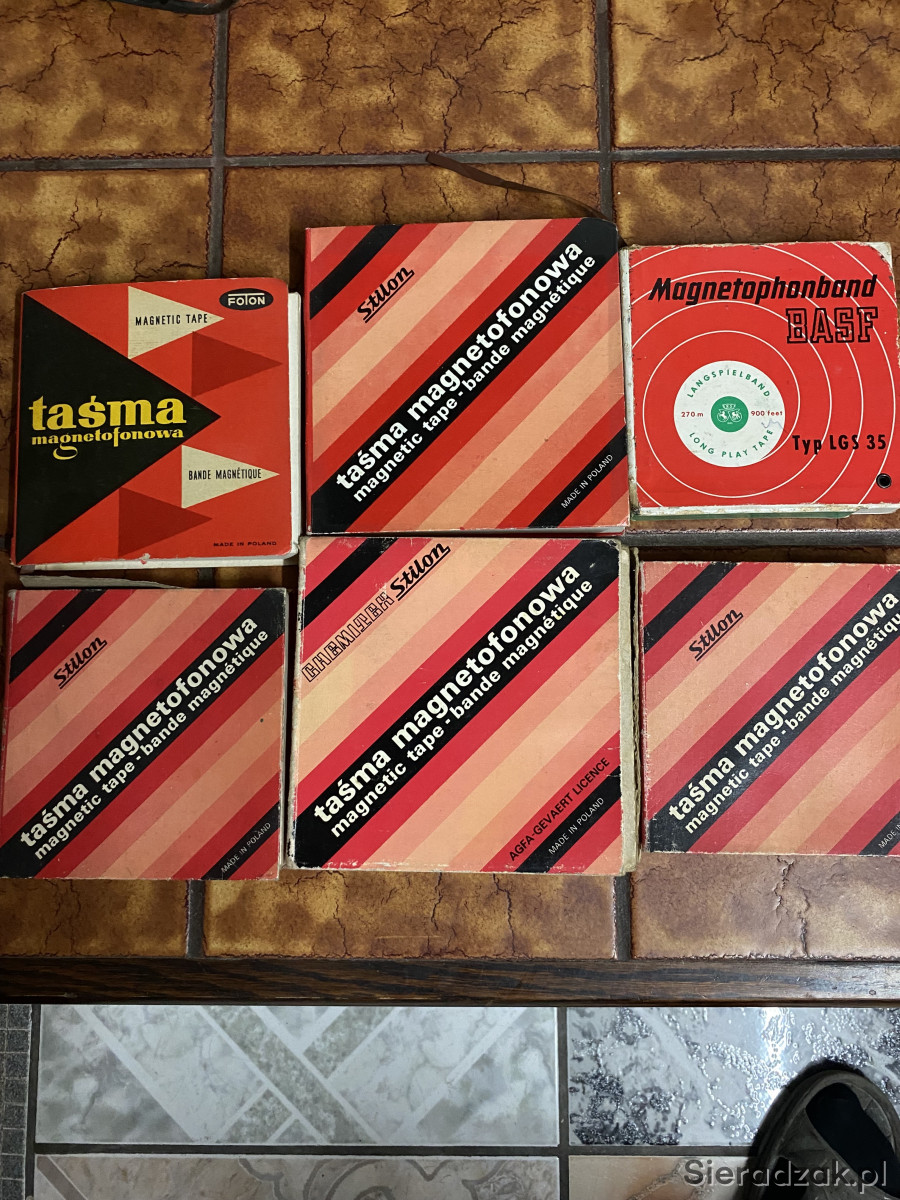 FOTON
MAGNETIC TAPE
taśma
magnetofonowa
BANDE MAGNÉTIQUE
MADE IN POLAND
Stilon
taśma magnetofonowa
magnetic tape - bande magnétique
MADE IN POLAND
Magnetophonband
BASF
LANGSPIELBAND
270 m 900 feet
LONG PLAY TAPE
Typ LGS 35
Stilon
taśma magnetofonowa
magnetic tape - bande magnétique
MADE IN POLAND
CHEMITEX Stilon
taśma magnetofonowa
magnetic tape - bande magnétique
AGFA-GEVAERT LICENCE
MADE IN POLAND
Stilon
taśma magnetofonowa
magnetic tape - bande magnétique
MADE IN
Sieradzak.pl